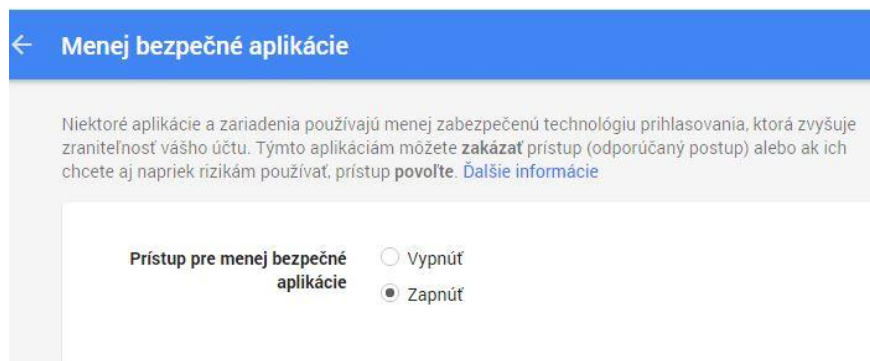 Menej bezpečné aplikácie
Niektoré aplikácie a zariadenia používajú menej zabezpečenú technológiu prihlasovania, ktorá zvyšuje
zraniteľnosť vášho účtu. Týmto aplikáciám môžete zakázať prístup (odporúčaný postup) alebo ak ich
chcete aj napriek rizikám používať, prístup povoľte. Ďalšie informácie
Prístup pre menej bezpečné
aplikácie
Vypnúť
Zapnúť